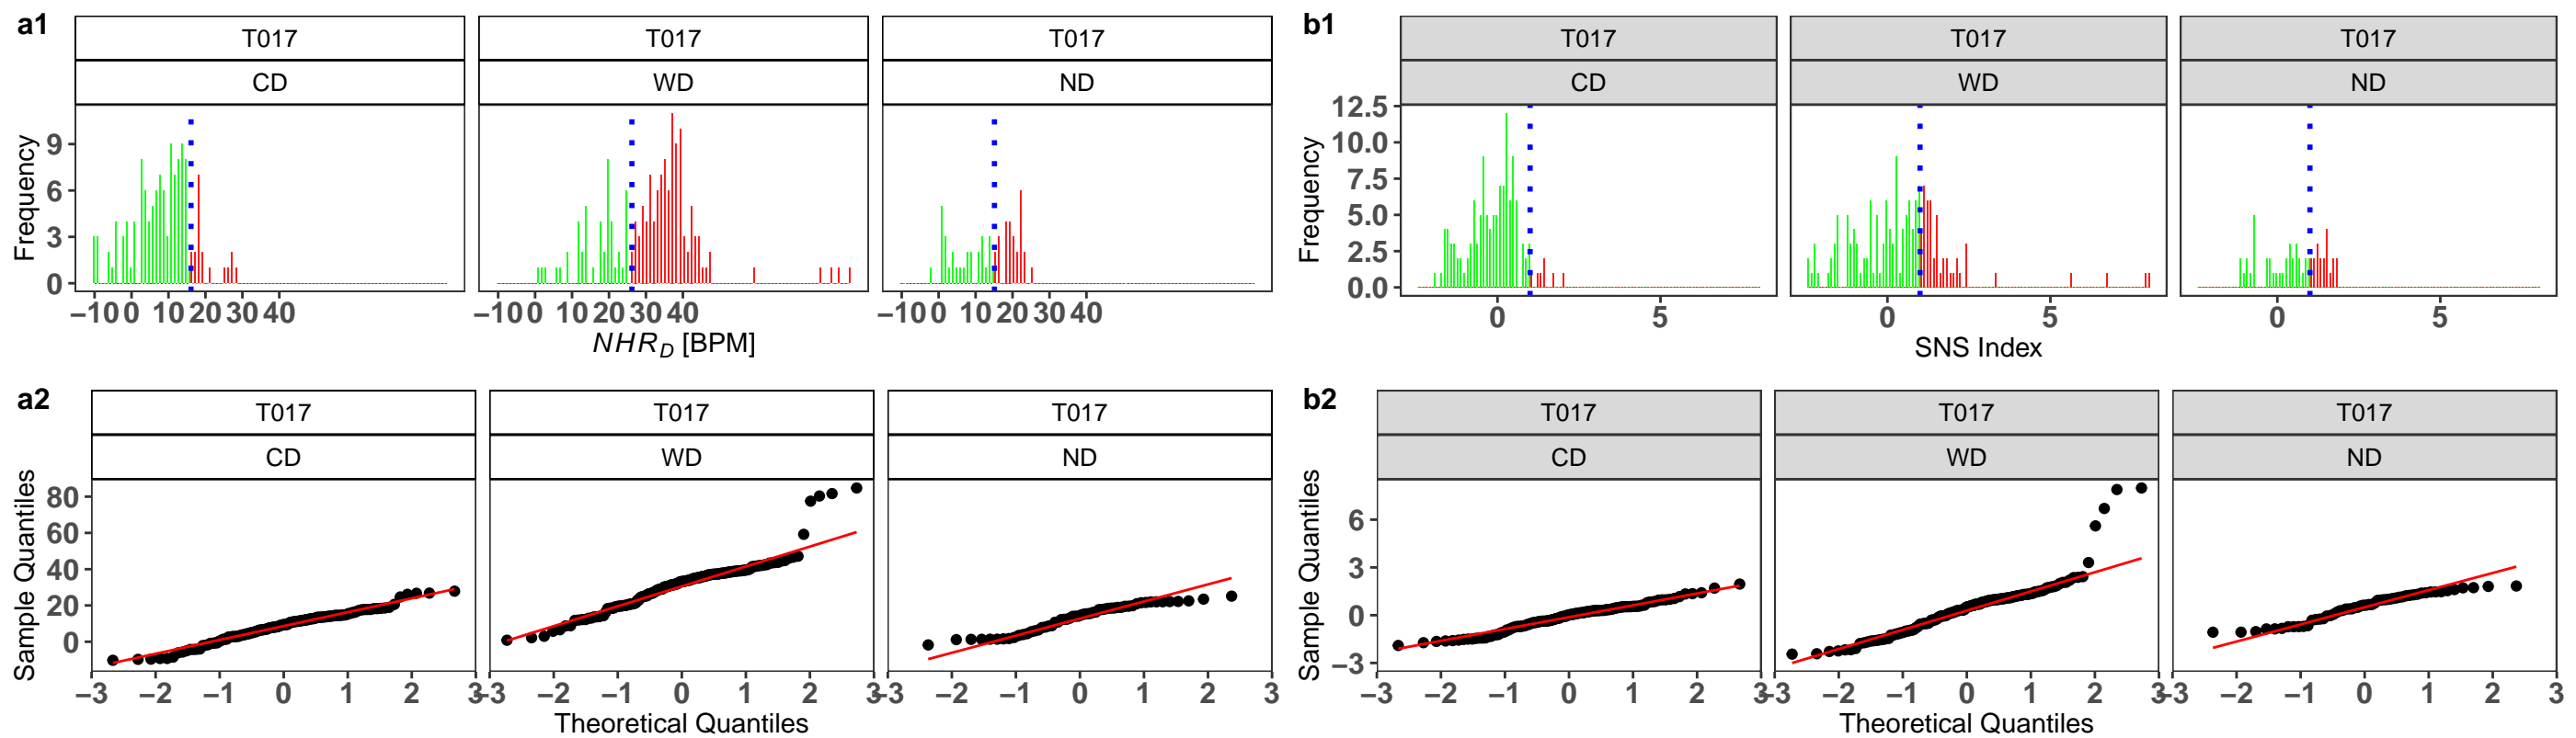 a1
T017 T017 T017
CD WD ND
Frequency
9
6
3
0
−10 0 10 20 30 40 −10 0 10 20 30 40 −10 0 10 20 30 40
NHR_D [BPM]
b1
T017 T017 T017
CD WD ND
Frequency
12.5
10.0
7.5
5.0
2.5
0.0
0 5 0 5 0 5
SNS Index
a2
T017 T017 T017
CD WD ND
Sample Quantiles
80
60
40
20
0
−3 −2 −1 0 1 2 3 −3 −2 −1 0 1 2 3 −3 −2 −1 0 1 2 3
Theoretical Quantiles
b2
T017 T017 T017
CD WD ND
Sample Quantiles
6
3
0
−3
−3 −2 −1 0 1 2 3 −3 −2 −1 0 1 2 3 −3 −2 −1 0 1 2 3
Theoretical Quantiles